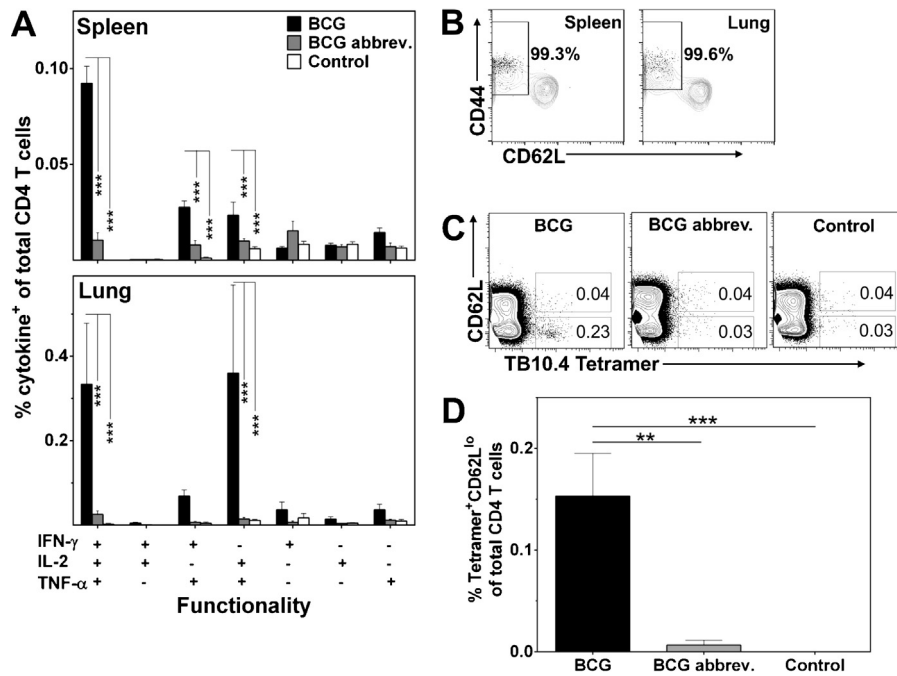 A
Spleen
BCG
BCG abbrev.
Control
0.10
0.05
***
***
***
***
***
***
% cytokine+ of total CD4 T cells
Lung
0.4
0.2
***
***
***
***
IFN-γ + + + - + - -
IL-2 + + - + - + -
TNF-α + - + + - - +
Functionality
B
Spleen
99.3%
Lung
99.6%
CD44
CD62L
C
BCG
BCG abbrev.
Control
0.04
0.23
0.04
0.03
0.04
0.03
CD62L
TB10.4 Tetramer
D
***
**
0.2
0.1
0.0
% Tetramer+CD62Llo
of total CD4 T cells
BCG
BCG abbrev.
Control